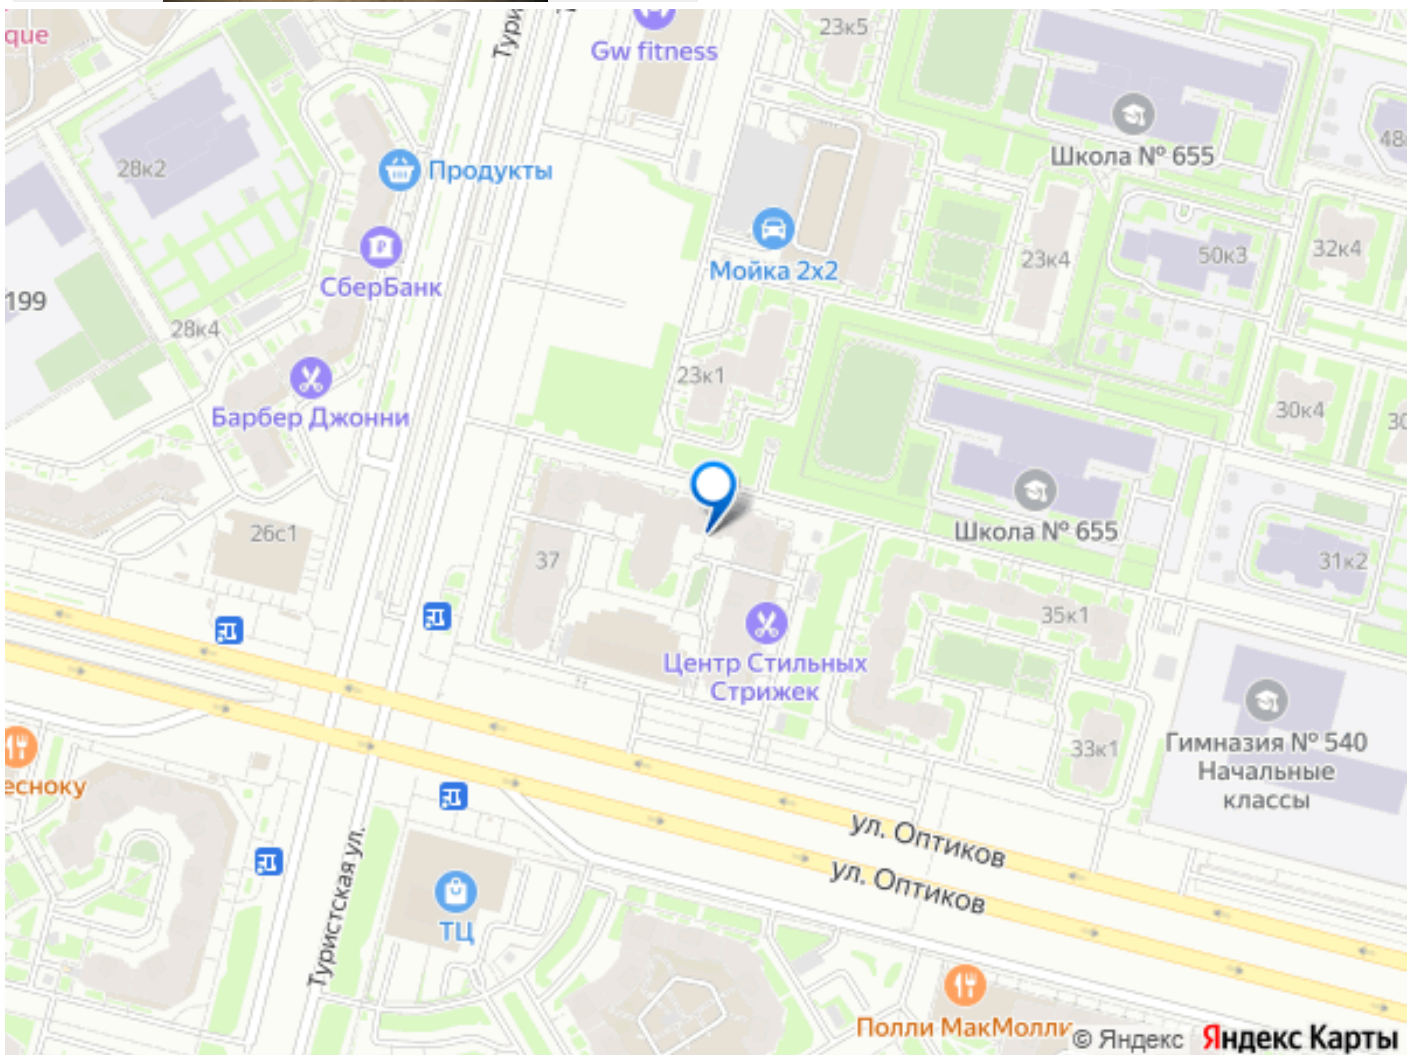 que
Gw fitness
23к5
Школа № 655
48
28к2
Продукты
СберБанк
Мойка 2х2
23к4
50к3
32к4
199
28к4
23к1
Барбер Джонни
30к4
30
26с1
37
Школа № 655
31к2
Центр Стильных
Стрижек
35к1
33к1
Гимназия № 540
Начальные
классы
есноку
ул. Оптиков
ул. Оптиков
Туристская ул.
ТЦ
Полли МакМолли
© Яндекс Яндекс Карты